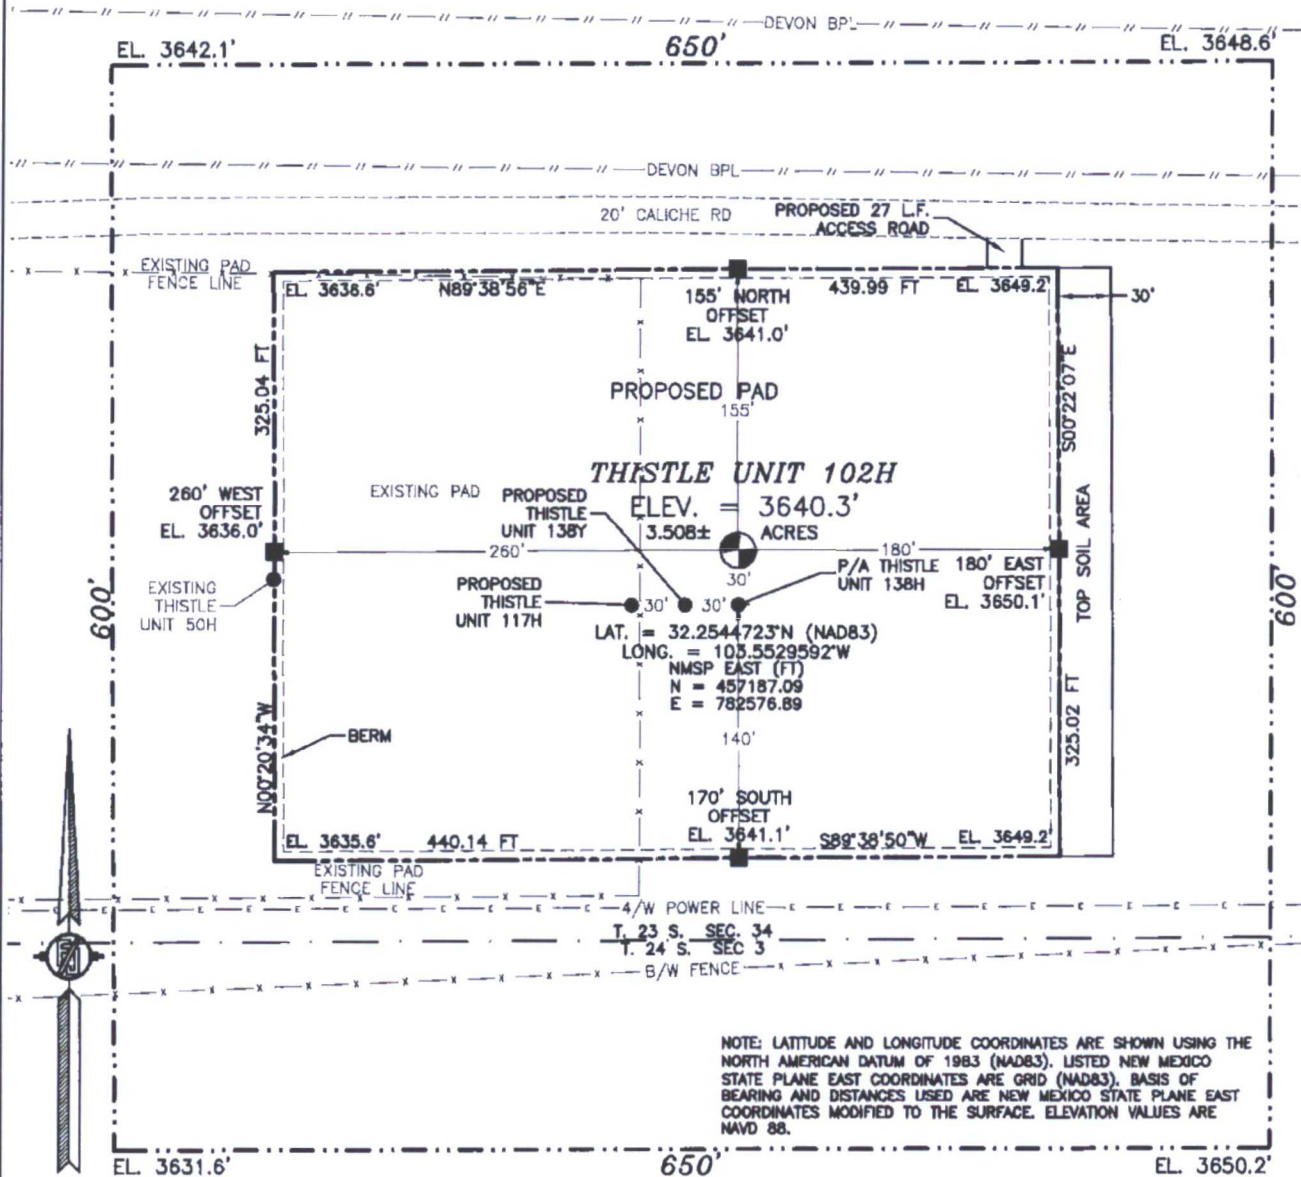 DEVON BPL
EL. 3642.1'
650'
EL. 3648.6'
DEVON BPL
20' CALICHE RD
PROPOSED 27 L.F.
ACCESS ROAD
EXISTING PAD
FENCE LINE
EL. 3636.6'
N89°38'56"E
155' NORTH
OFFSET
EL. 3641.0'
439.99 FT
EL. 3649.2'
30'
325.04 FT
S00°22'07"E
PROPOSED PAD
155'
THISTLE UNIT 102H
ELEV. = 3640.3'
3.508± ACRES
260' WEST
OFFSET
EL. 3636.0'
EXISTING PAD
PROPOSED
THISTLE
UNIT 138Y
260'
180'
30'
P/A THISTLE
UNIT 138H
180' EAST
OFFSET
EL. 3650.1'
TOP SOIL AREA
EXISTING
THISTLE
UNIT 50H
PROPOSED
THISTLE
UNIT 117H
30'
30'
600'
600'
LAT. = 32.2544723°N (NAD83)
LONG. = 103.5529592°W
NMSP EAST (FT)
N = 457187.09
E = 782576.89
N00°20'34"W
BERM
140'
325.02 FT
170' SOUTH
OFFSET
EL. 3641.1'
EL. 3635.6'
440.14 FT
S89°38'50"W
EL. 3649.2'
EXISTING PAD
FENCE LINE
4/W POWER LINE
T. 23 S. SEC. 34
T. 24 S. SEC 3
B/W FENCE
NOTE: LATITUDE AND LONGITUDE COORDINATES ARE SHOWN USING THE
NORTH AMERICAN DATUM OF 1983 (NAD83). LISTED NEW MEXICO
STATE PLANE EAST COORDINATES ARE GRID (NAD83). BASIS OF
BEARING AND DISTANCES USED ARE NEW MEXICO STATE PLANE EAST
COORDINATES MODIFIED TO THE SURFACE. ELEVATION VALUES ARE
NAVD 88.
EL. 3631.6'
650'
EL. 3650.2'